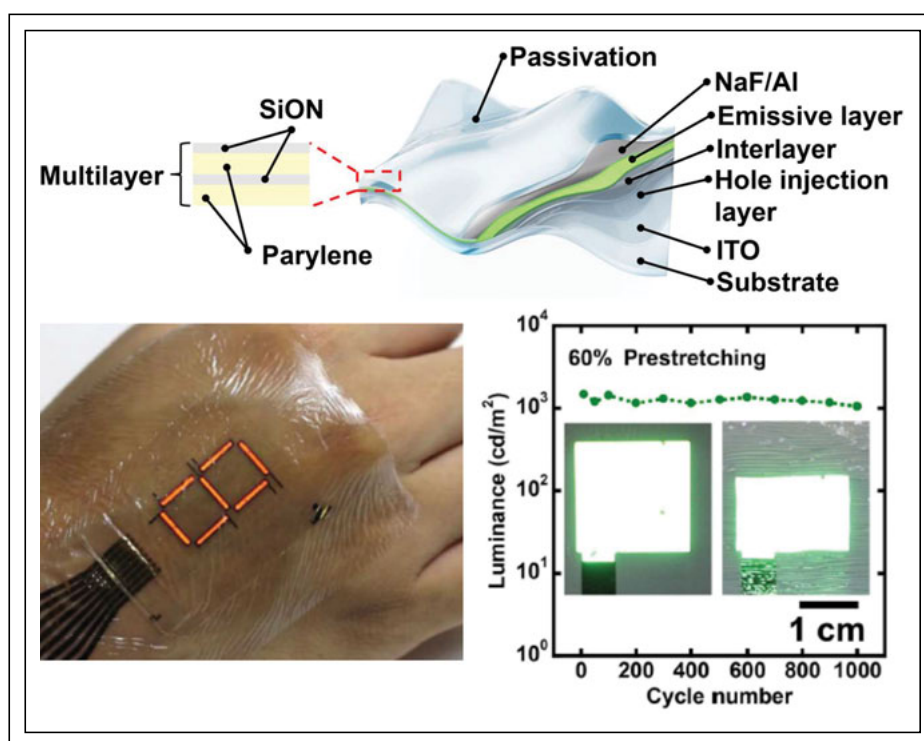 Passivation
SiON
Multilayer
Parylene
NaF/Al
Emissive layer
Interlayer
Hole injection
layer
ITO
Substrate
60% Prestretching
Luminance (cd/m²)
10⁴
10³
10²
10¹
10⁰
1 cm
0 200 400 600 800 1000
Cycle number